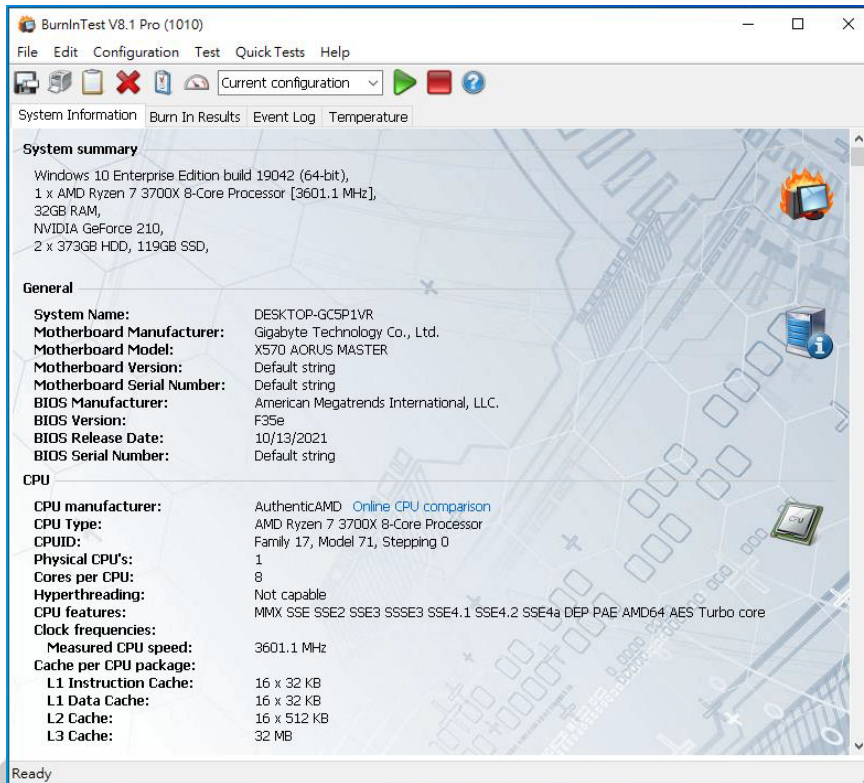 BurnInTest V8.1 Pro (1010)
File Edit Configuration Test Quick Tests Help
Current configuration
System Information Burn In Results Event Log Temperature
System summary
Windows 10 Enterprise Edition build 19042 (64-bit),
1 x AMD Ryzen 7 3700X 8-Core Processor [3601.1 MHz],
32GB RAM,
NVIDIA GeForce 210,
2 x 373GB HDD, 119GB SSD,
General
System Name: DESKTOP-GC5P1VR
Motherboard Manufacturer: Gigabyte Technology Co., Ltd.
Motherboard Model: X570 AORUS MASTER
Motherboard Version: Default string
Motherboard Serial Number: Default string
BIOS Manufacturer: American Megatrends International, LLC.
BIOS Version: F35e
BIOS Release Date: 10/13/2021
BIOS Serial Number: Default string
CPU
CPU manufacturer: AuthenticAMD Online CPU comparison
CPU Type: AMD Ryzen 7 3700X 8-Core Processor
CPUID: Family 17, Model 71, Stepping 0
Physical CPU's: 1
Cores per CPU: 8
Hyperthreading: Not capable
CPU features: MMX SSE SSE2 SSE3 SSSE3 SSE4.1 SSE4.2 SSE4a DEP PAE AMD64 AES Turbo core
Clock frequencies:
Measured CPU speed: 3601.1 MHz
Cache per CPU package:
L1 Instruction Cache: 16 x 32 KB
L1 Data Cache: 16 x 32 KB
L2 Cache: 16 x 512 KB
L3 Cache: 32 MB
Ready